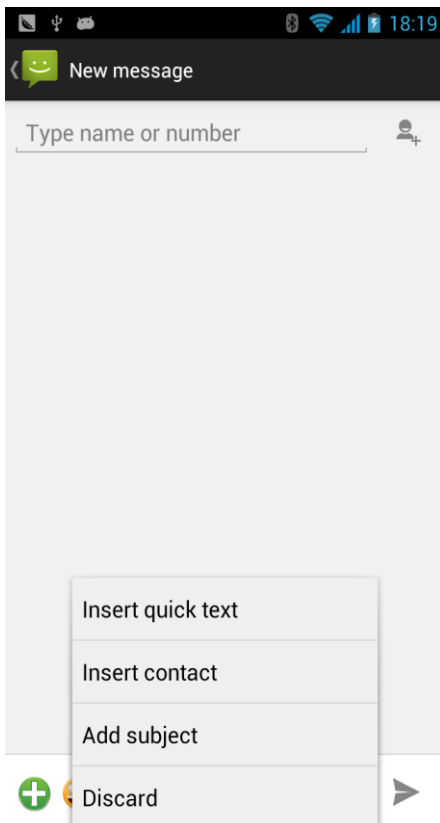 18:19
New message
Type name or number
Insert quick text
Insert contact
Add subject
Discard